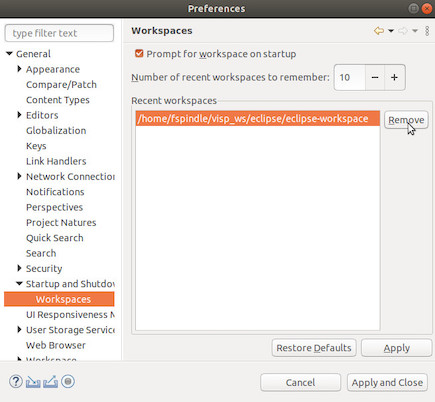 Preferences
type filter text
Workspaces
General
Appearance
Compare/Patch
Content Types
Editors
Globalization
Keys
Link Handlers
Network Connection
Notifications
Perspectives
Project Natures
Quick Search
Search
Security
Startup and Shutdow
Workspaces
UI Responsiveness M
User Storage Service
Web Browser
Workspace
Prompt for workspace on startup
Number of recent workspaces to remember: 10 − +
Recent workspaces
/home/fspindle/visp_ws/eclipse/eclipse-workspace
Remove
Restore Defaults Apply
? Cancel Apply and Close